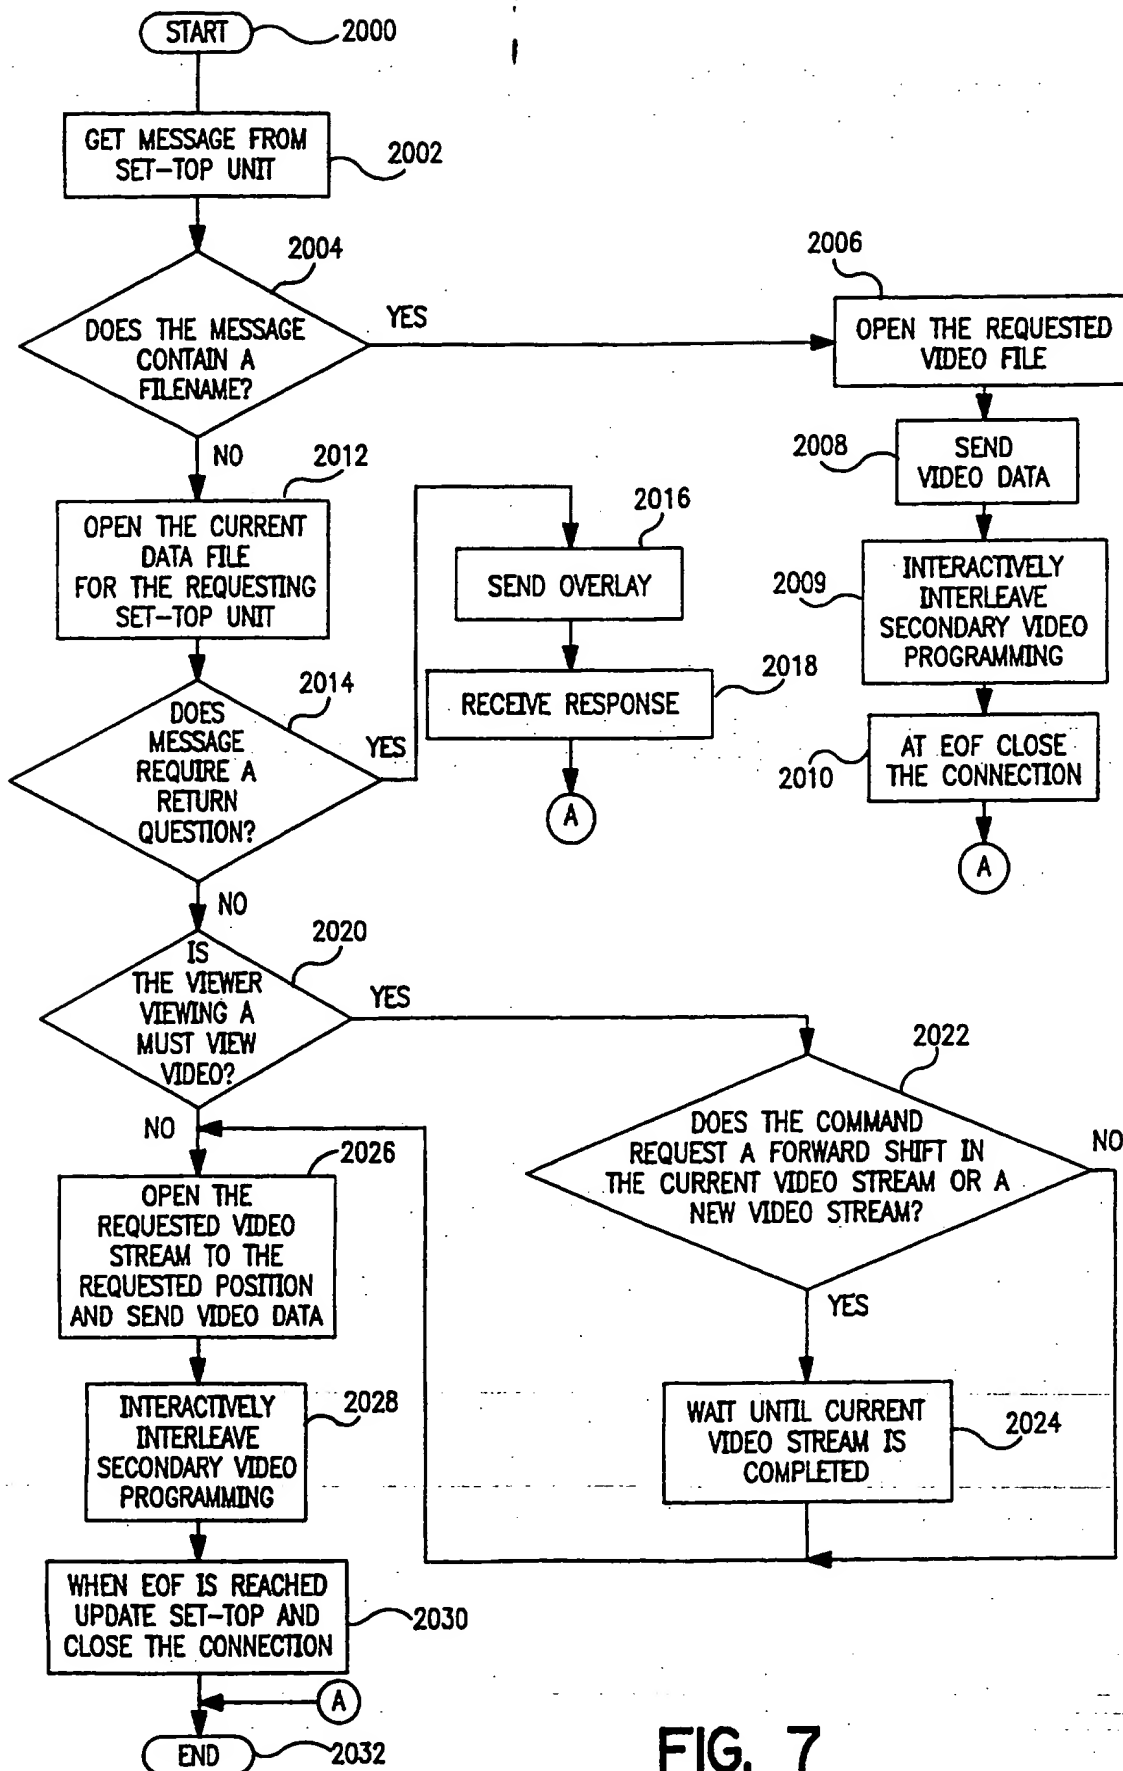 START
2000
GET MESSAGE FROM
SET-TOP UNIT
2002
2004
DOES THE MESSAGE
CONTAIN A
FILENAME?
YES
2006
OPEN THE REQUESTED
VIDEO FILE
2008
SEND
VIDEO DATA
2009
INTERACTIVELY
INTERLEAVE
SECONDARY VIDEO
PROGRAMMING
2010
AT EOF CLOSE
THE CONNECTION
A
NO
2012
OPEN THE CURRENT
DATA FILE
FOR THE REQUESTING
SET-TOP UNIT
2014
DOES
MESSAGE
REQUIRE A
RETURN
QUESTION?
YES
2016
SEND OVERLAY
2018
RECEIVE RESPONSE
A
NO
2020
IS
THE VIEWER
VIEWING A
MUST VIEW
VIDEO?
YES
2022
DOES THE COMMAND
REQUEST A FORWARD SHIFT IN
THE CURRENT VIDEO STREAM OR A
NEW VIDEO STREAM?
NO
YES
WAIT UNTIL CURRENT
VIDEO STREAM IS
COMPLETED
2024
NO
2026
OPEN THE
REQUESTED VIDEO
STREAM TO THE
REQUESTED POSITION
AND SEND VIDEO DATA
2028
INTERACTIVELY
INTERLEAVE
SECONDARY VIDEO
PROGRAMMING
WHEN EOF IS REACHED
UPDATE SET-TOP AND
CLOSE THE CONNECTION
2030
A
END
2032
FIG. 7